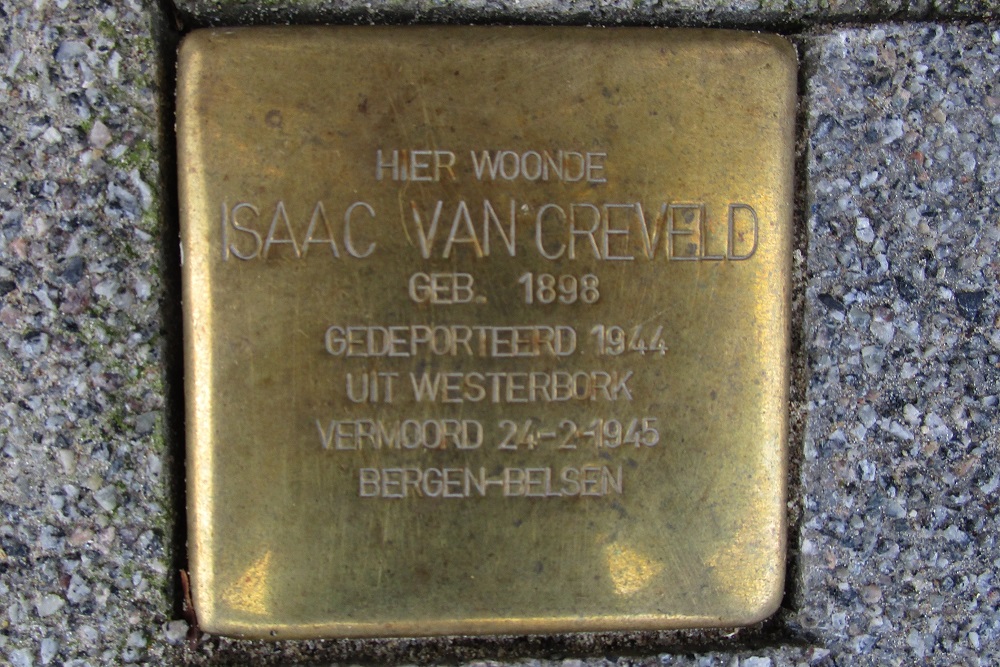 HIER WOONDE
ISAAC VAN CREVELD
GEB. 1898
GEDEPORTEERD 1944
UIT WESTERBORK
VERMOORD 24-2-1945
BERGEN-BELSEN